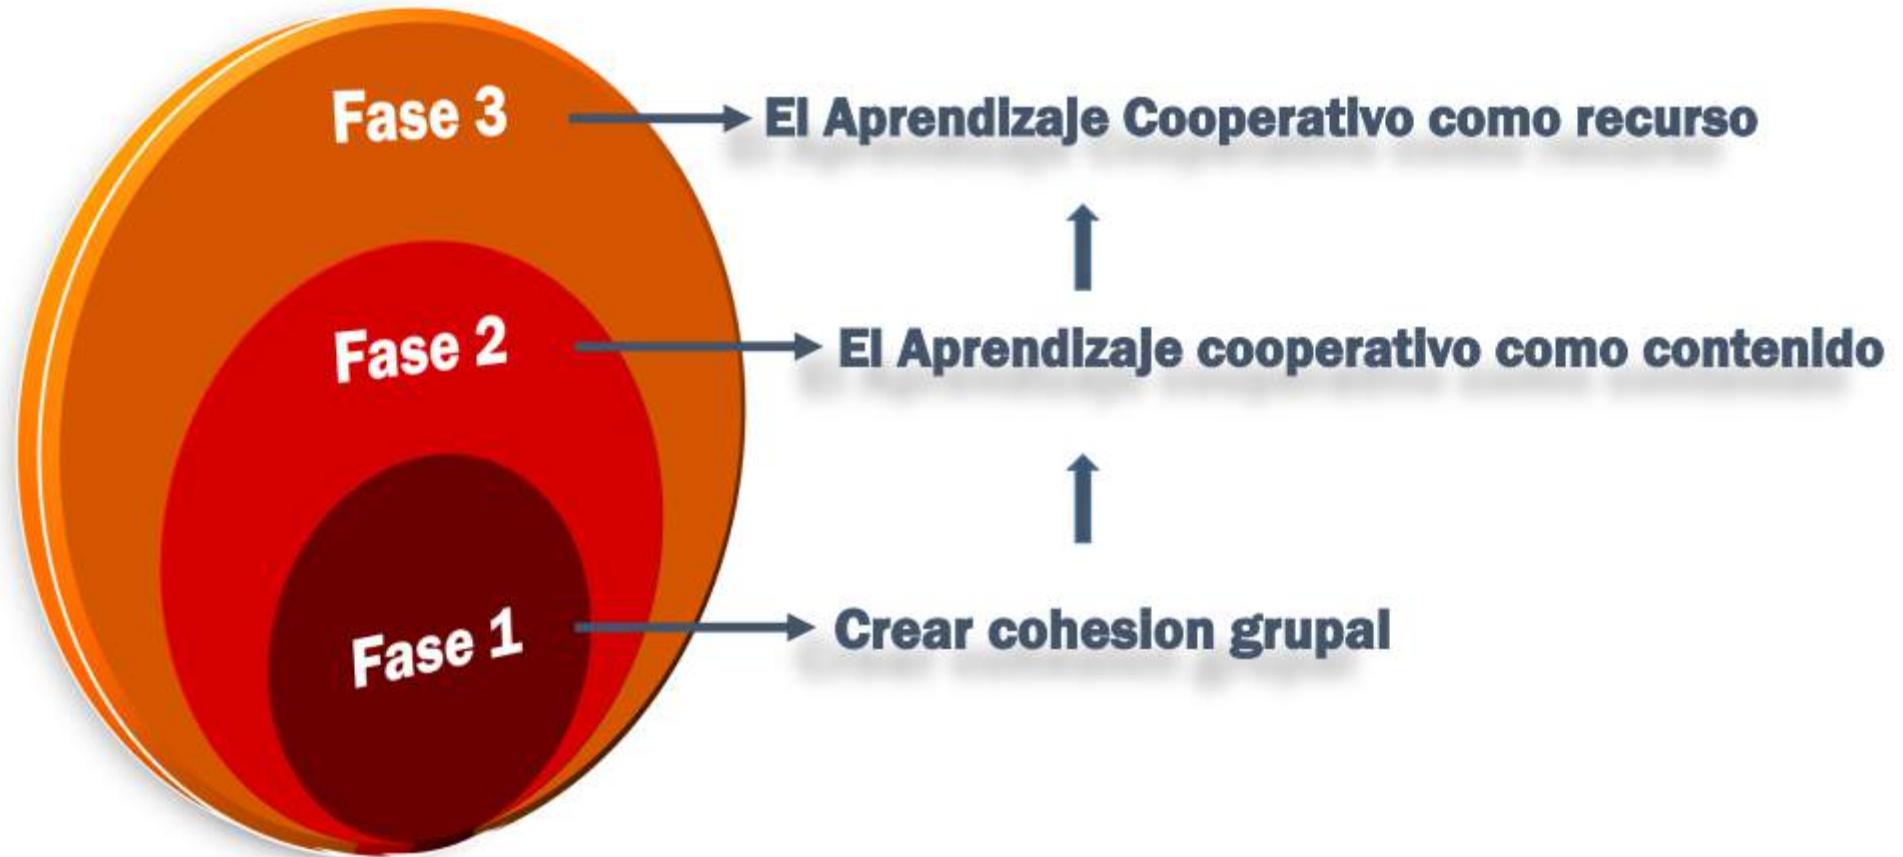 Fase 3
El Aprendizaje Cooperativo como recurso
Fase 2
El Aprendizaje cooperativo como contenido
Fase 1
Crear cohesion grupal